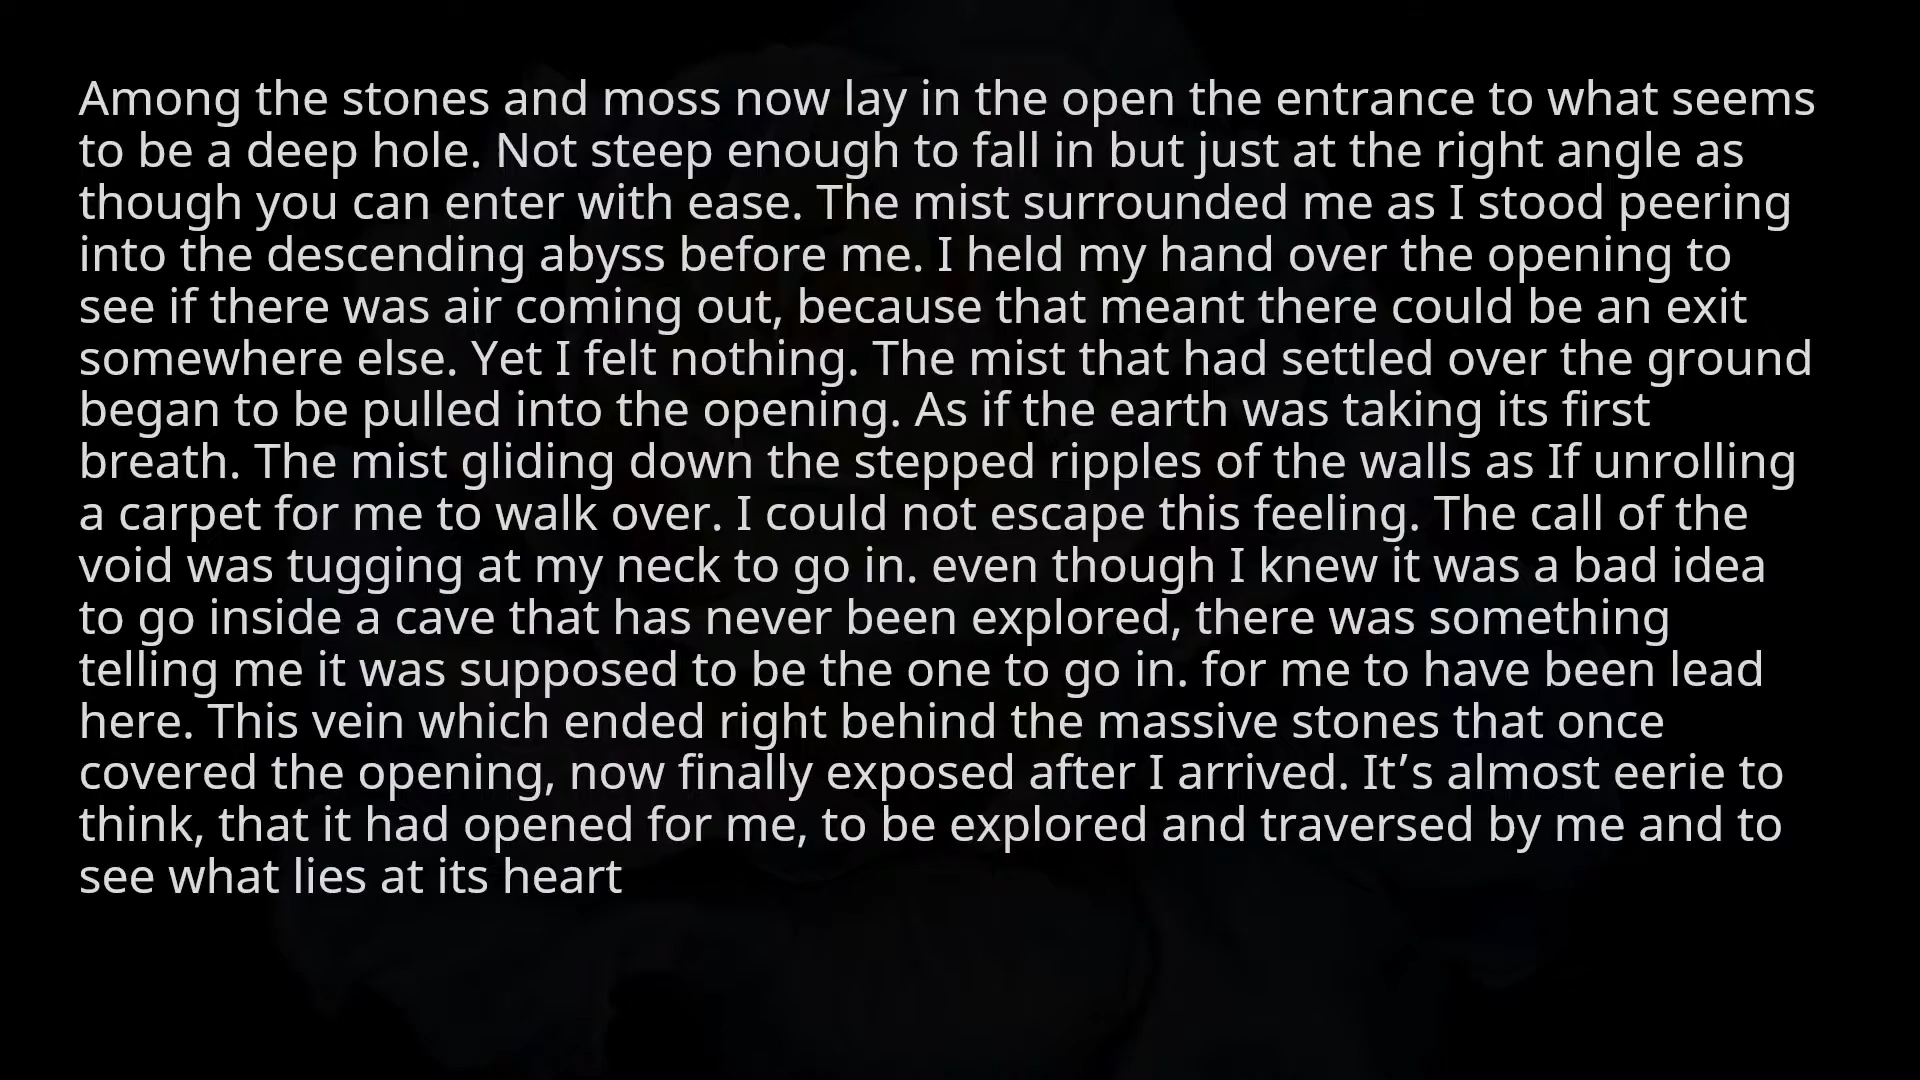 Among the stones and moss now lay in the open the entrance to what seems
to be a deep hole. Not steep enough to fall in but just at the right angle as
though you can enter with ease. The mist surrounded me as I stood peering
into the descending abyss before me. I held my hand over the opening to
see if there was air coming out, because that meant there could be an exit
somewhere else. Yet I felt nothing. The mist that had settled over the ground
began to be pulled into the opening. As if the earth was taking its first
breath. The mist gliding down the stepped ripples of the walls as If unrolling
a carpet for me to walk over. I could not escape this feeling. The call of the
void was tugging at my neck to go in. even though I knew it was a bad idea
to go inside a cave that has never been explored, there was something
telling me it was supposed to be the one to go in. for me to have been lead
here. This vein which ended right behind the massive stones that once
covered the opening, now finally exposed after I arrived. It’s almost eerie to
think, that it had opened for me, to be explored and traversed by me and to
see what lies at its heart